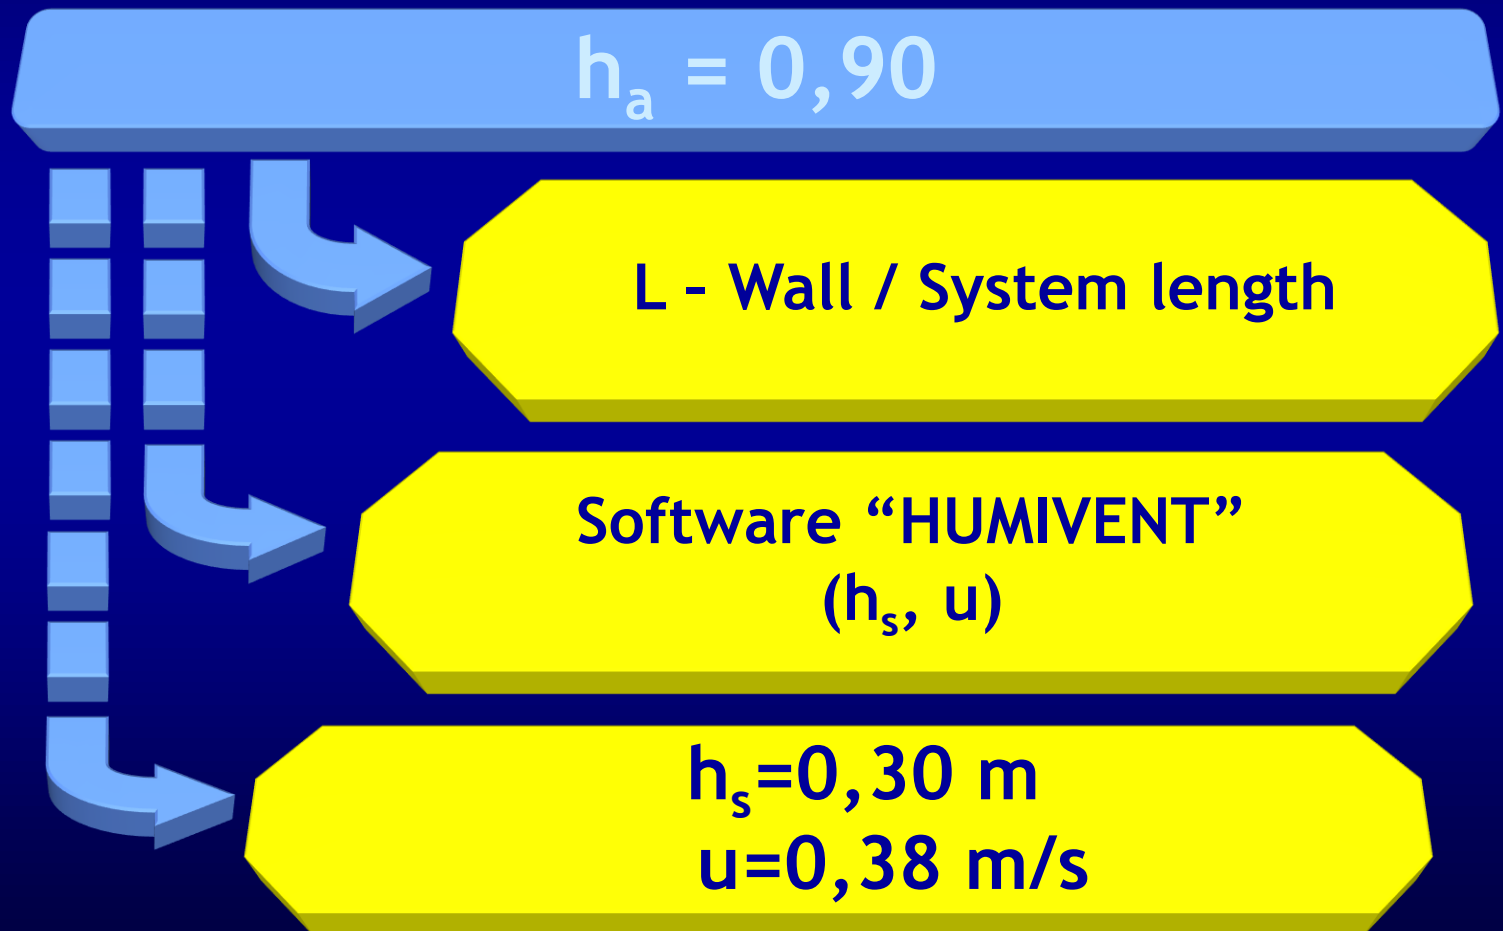 hₐ = 0,90
L – Wall / System length
Software “HUMIVENT”
(hₛ, u)
hₛ=0,30 m
u=0,38 m/s